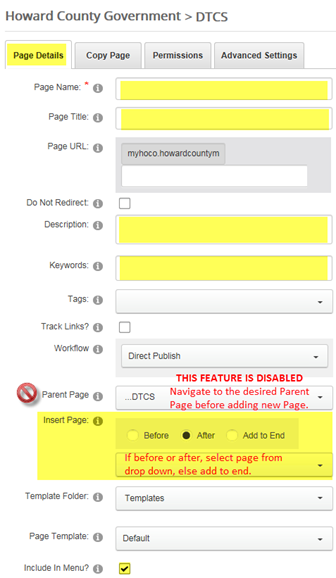 Howard County Government > DTCS
Page Details Copy Page Permissions Advanced Settings
Page Name: *
Page Title:
Page URL:
myhoco.howardcountym
Do Not Redirect:
Description:
Keywords:
Tags:
Track Links?
Workflow
Direct Publish
THIS FEATURE IS DISABLED
Parent Page ...DTCS Navigate to the desired Parent
Page before adding new Page.
Insert Page:
Before After Add to End
If before or after, select page from
drop down, else add to end.
Template Folder: Templates
Page Template: Default
Include In Menu?